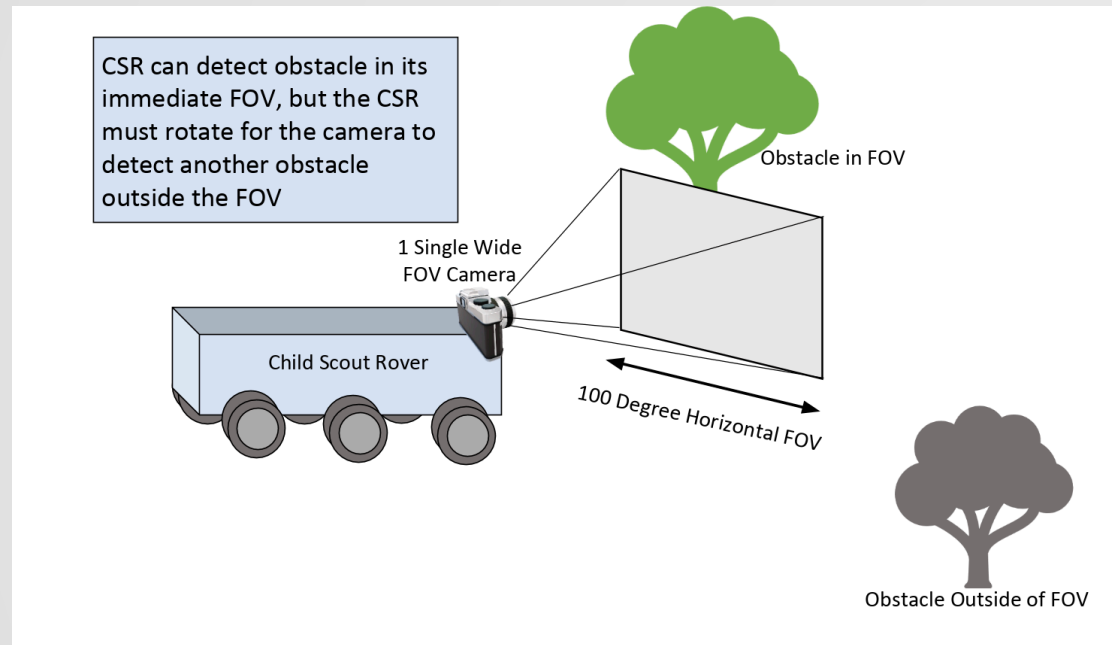 CSR can detect obstacle in its
immediate FOV, but the CSR
must rotate for the camera to
detect another obstacle
outside the FOV
Obstacle in FOV
1 Single Wide
FOV Camera
Child Scout Rover
100 Degree Horizontal FOV
Obstacle Outside of FOV